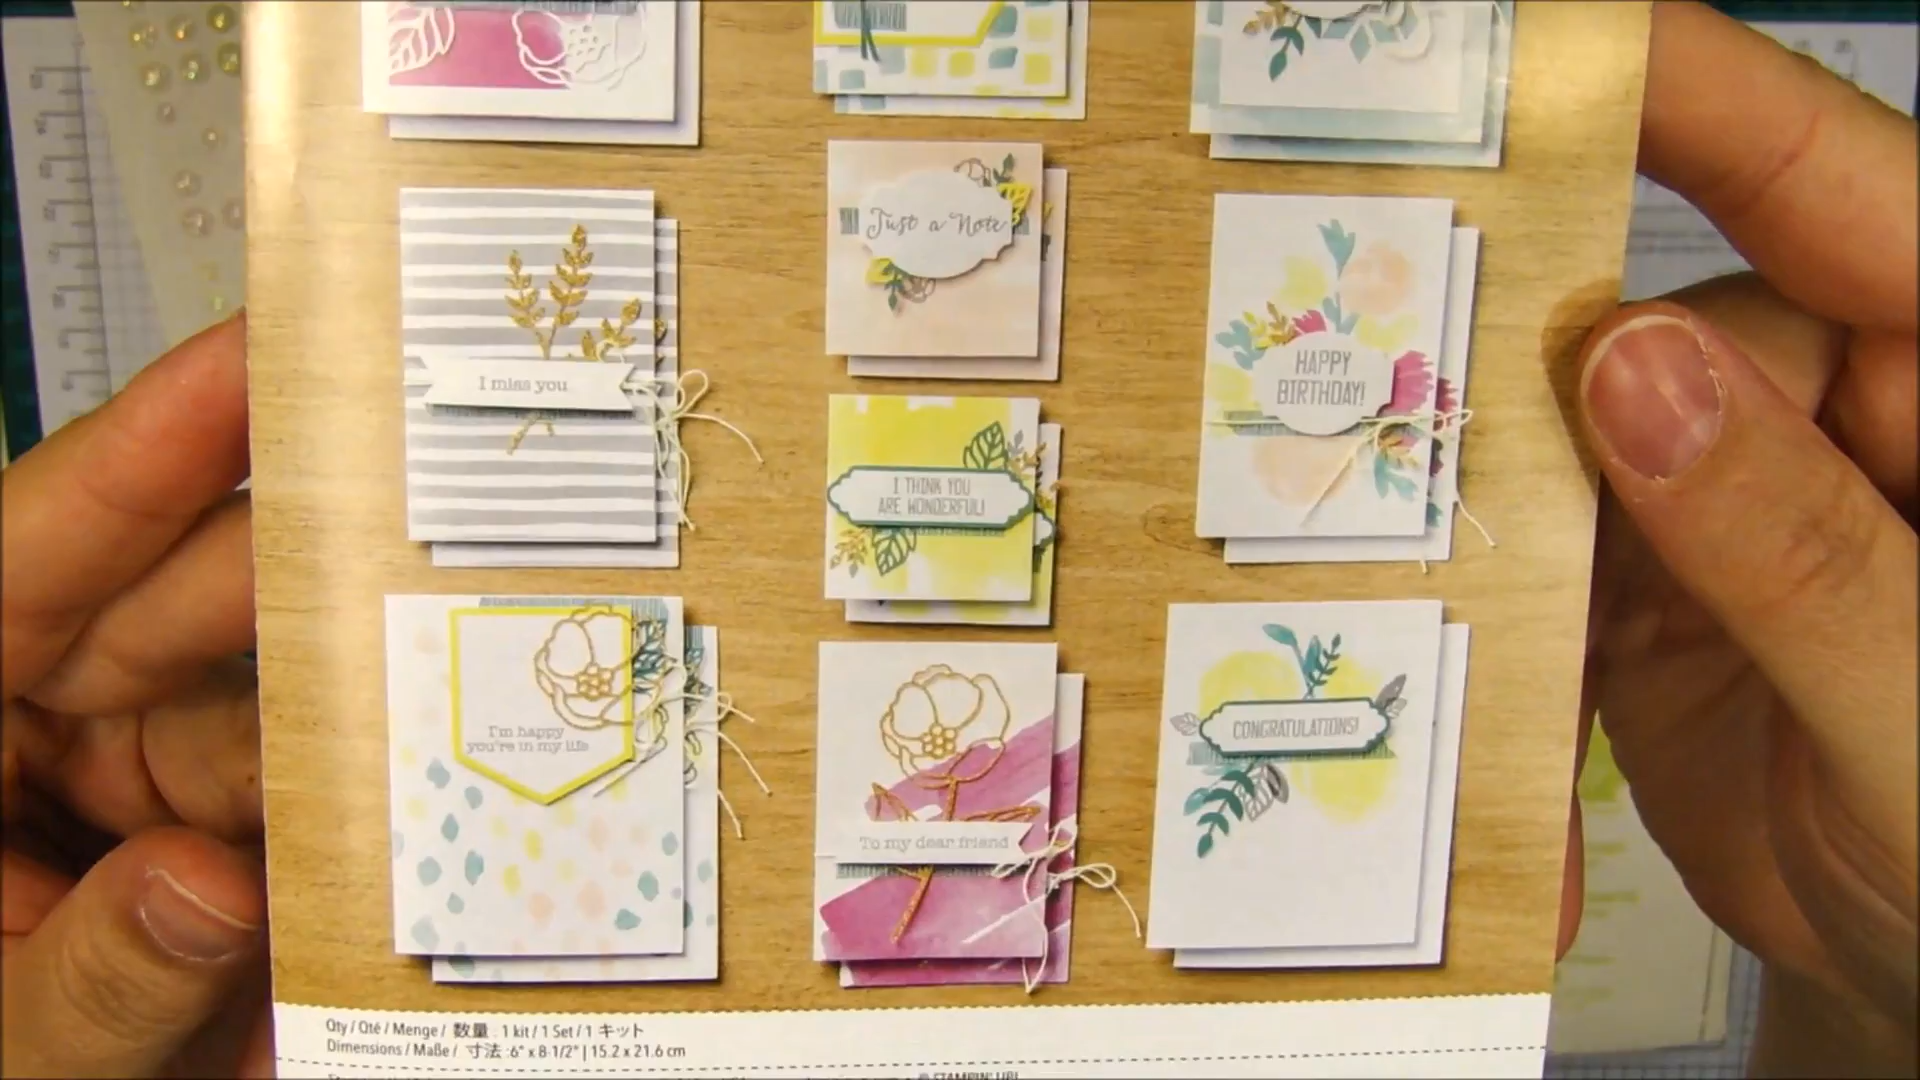 Just a Note
I miss you
HAPPY
BIRTHDAY!
I THINK YOU
ARE WONDERFUL!
I'm happy
you're in my life
To my dear friend
CONGRATULATIONS!
Qty / Qté / Menge / 数量 : 1 kit / 1 Set / 1 キット
Dimensions / Maße / 寸法 :6" x 8-1/2" | 15.2 x 21.6 cm
STAMPIN' UP!